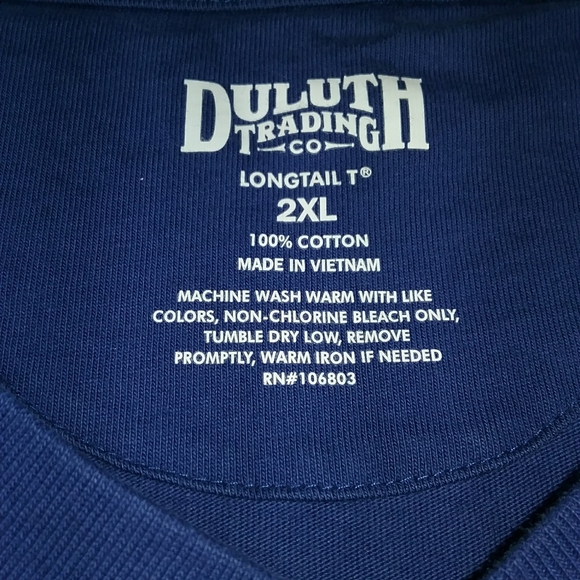 DULUTH
TRADING
CO
LONGTAIL T®
2XL
100% COTTON
MADE IN VIETNAM
MACHINE WASH WARM WITH LIKE
COLORS, NON-CHLORINE BLEACH ONLY,
TUMBLE DRY LOW, REMOVE
PROMPTLY, WARM IRON IF NEEDED
RN#106803